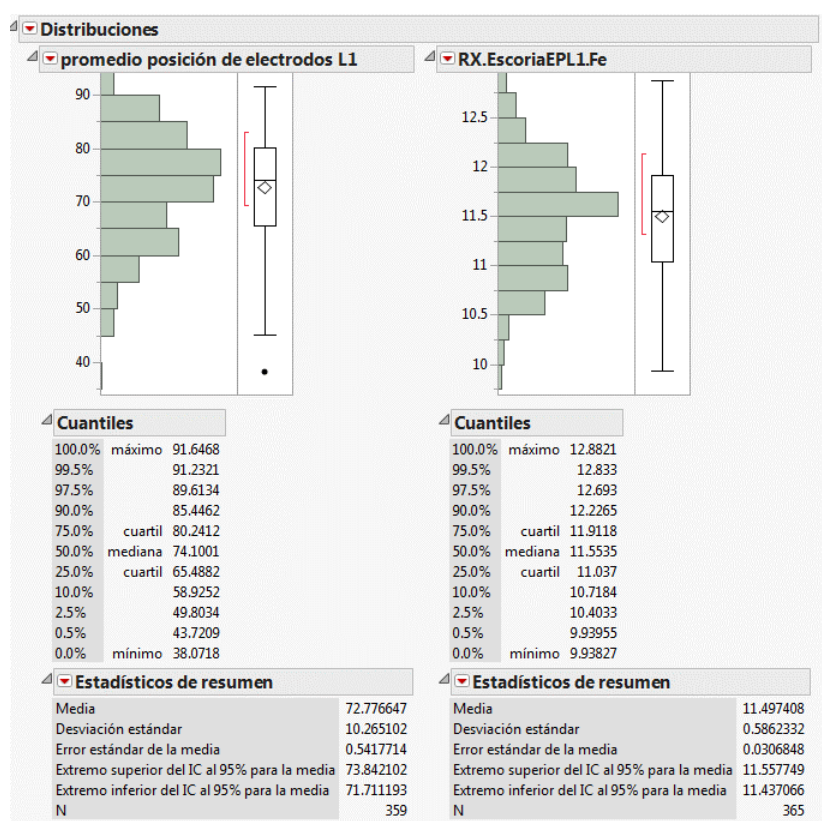 Distribuciones
promedio posición de electrodos L1
90
80
70
60
50
40
Cuantiles
100.0% máximo 91.6468
99.5% 91.2321
97.5% 89.6134
90.0% 85.4462
75.0% cuartil 80.2412
50.0% mediana 74.1001
25.0% cuartil 65.4882
10.0% 58.9252
2.5% 49.8034
0.5% 43.7209
0.0% mínimo 38.0718
Estadísticos de resumen
Media 72.776647
Desviación estándar 10.265102
Error estándar de la media 0.5417714
Extremo superior del IC al 95% para la media 73.842102
Extremo inferior del IC al 95% para la media 71.711193
N 359
RX.EscoriaEPL1.Fe
12.5
12
11.5
11
10.5
10
Cuantiles
100.0% máximo 12.8821
99.5% 12.833
97.5% 12.693
90.0% 12.2265
75.0% cuartil 11.9118
50.0% mediana 11.5535
25.0% cuartil 11.037
10.0% 10.7184
2.5% 10.4033
0.5% 9.93955
0.0% mínimo 9.93827
Estadísticos de resumen
Media 11.497408
Desviación estándar 0.5862332
Error estándar de la media 0.0306848
Extremo superior del IC al 95% para la media 11.557749
Extremo inferior del IC al 95% para la media 11.437066
N 365